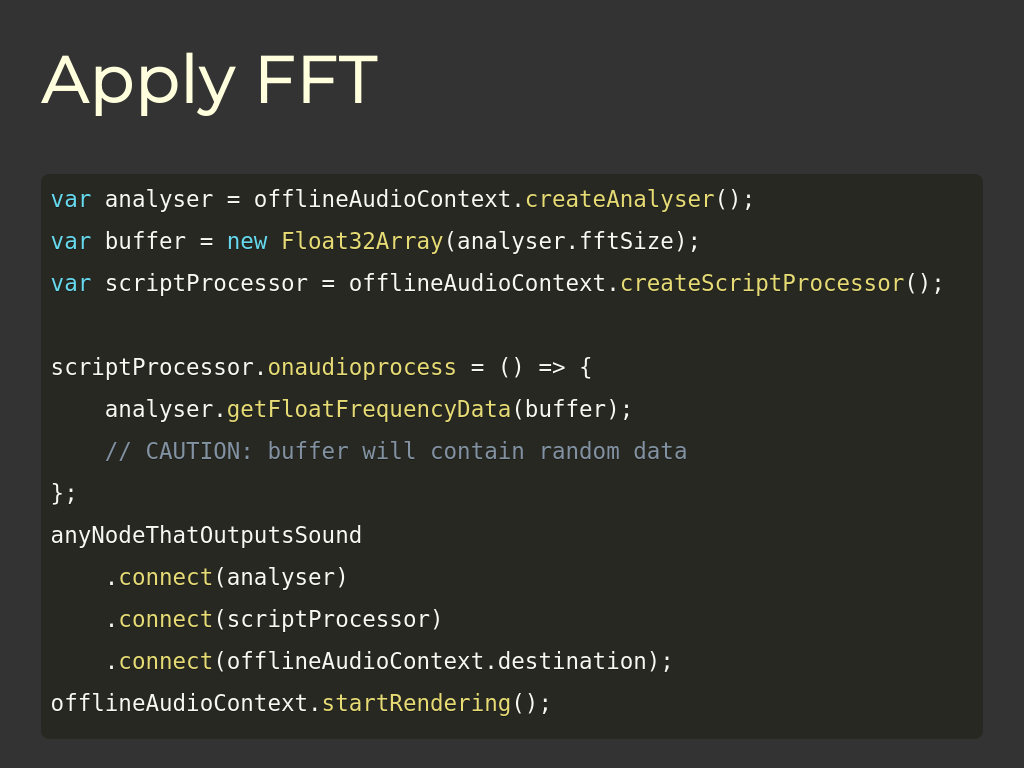 Apply FFT
var analyser = offlineAudioContext.createAnalyser();
var buffer = new Float32Array(analyser.fftSize);
var scriptProcessor = offlineAudioContext.createScriptProcessor();

scriptProcessor.onaudioprocess = () => {
    analyser.getFloatFrequencyData(buffer);
    // CAUTION: buffer will contain random data
};
anyNodeThatOutputsSound
    .connect(analyser)
    .connect(scriptProcessor)
    .connect(offlineAudioContext.destination);
offlineAudioContext.startRendering();